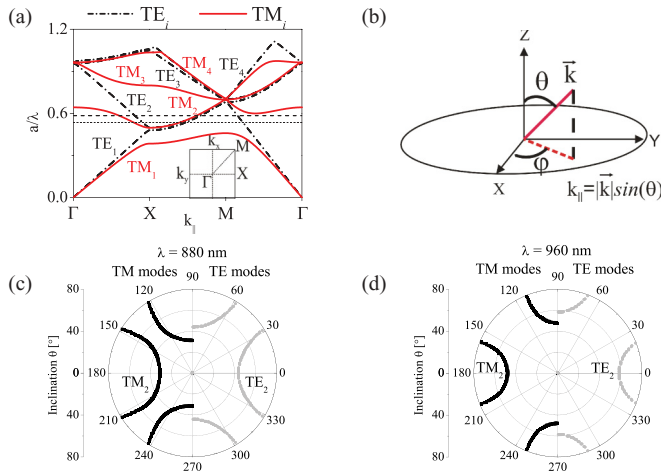 (a)
TE_i TM_i
a/λ
1.2
0.6
0.0
TM_3
TM_4
TE_4
TE_3
TE_2
TM_2
TE_1
TM_1
k_x
k_y
M
Γ
X
Γ X M Γ
k_||
(b)
Z
k⃗
θ
Y
X
φ
k_||=|k⃗|sin(θ)
(c)
λ = 880 nm
TM modes 90 TE modes
80
40
0
40
80
Inclination θ [°]
120 60
150 30
180 TM_2 TE_2 0
210 330
240 300
270
(d)
λ = 960 nm
TM modes 90 TE modes
80
40
0
40
80
Inclination θ [°]
120 60
150 30
180 TM_2 TE_2 0
210 330
240 300
270